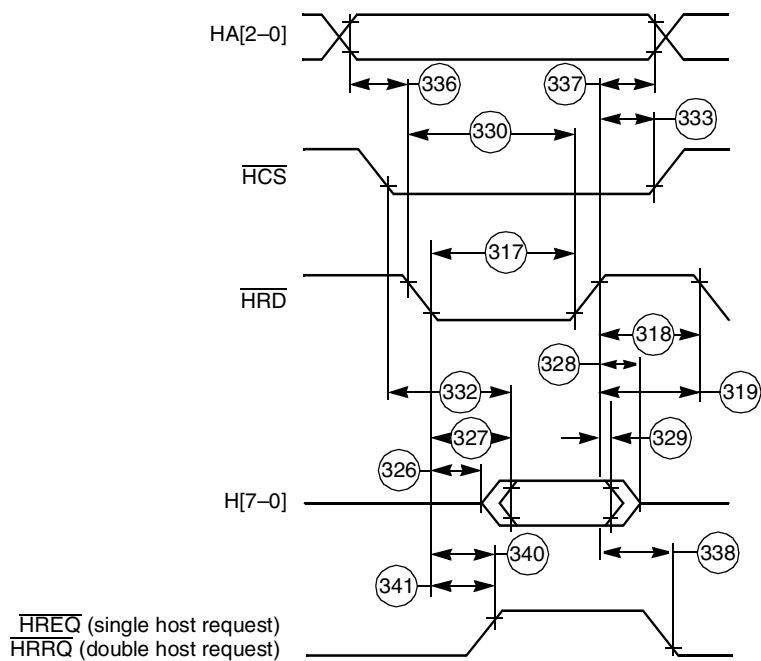 HA[2–0]
336
337
333
330
HCS
317
HRD
318
328
332
319
327
329
326
H[7–0]
340
338
341
HREQ (single host request)
HRRQ (double host request)